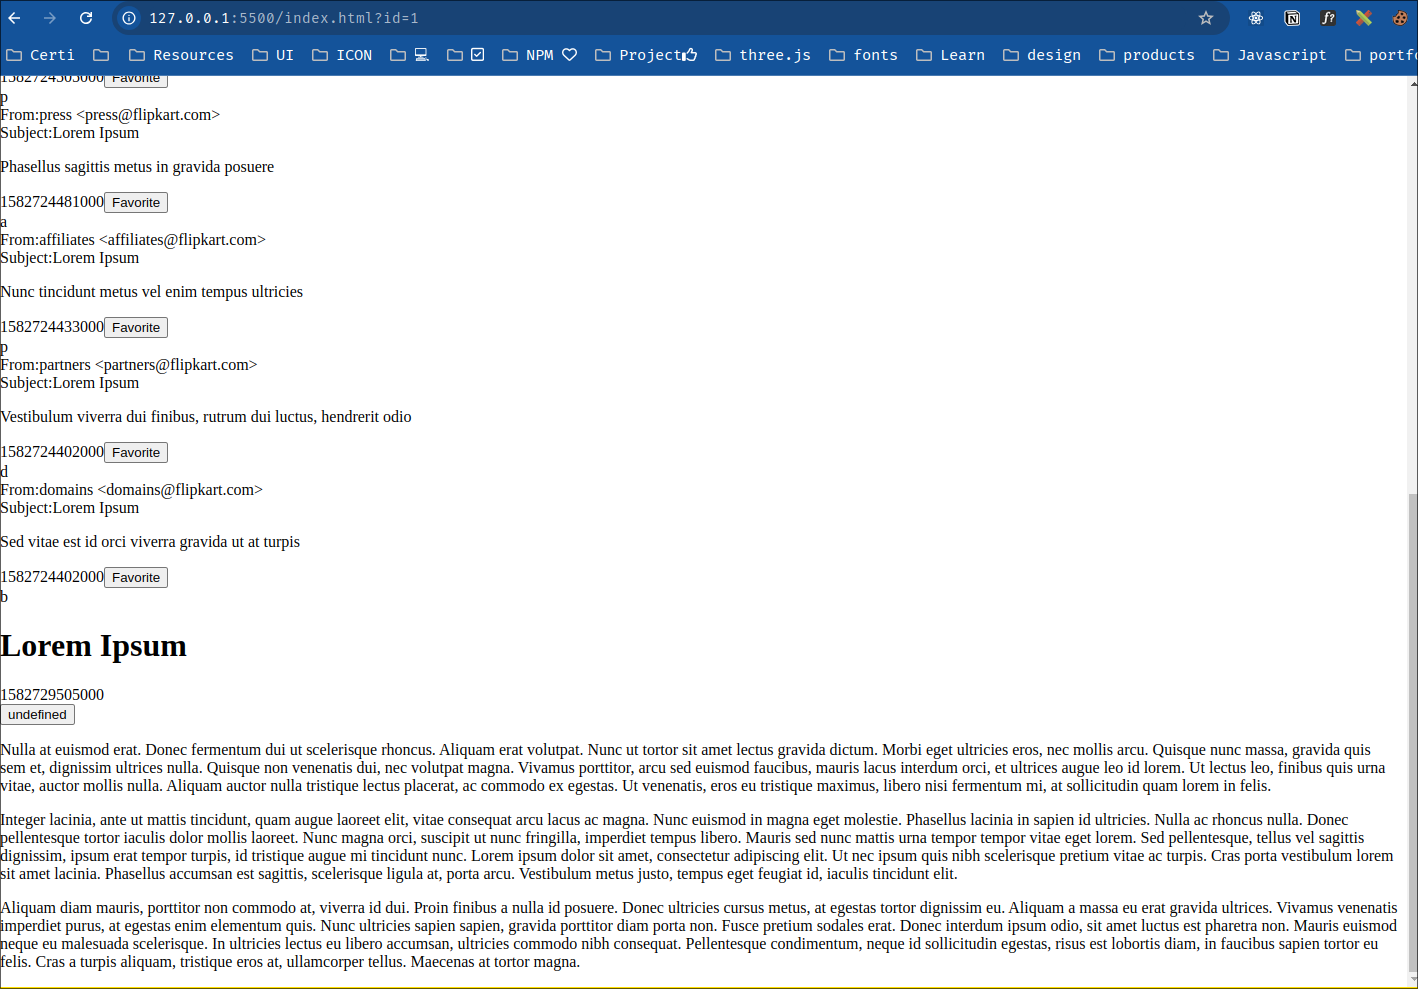 127.0.0.1:5500/index.html?id=1
Certi Resources UI ICON NPM Project three.js fonts Learn design products Javascript portfo
1582724505000 Favorite
p
From:press <press@flipkart.com>
Subject:Lorem Ipsum
Phasellus sagittis metus in gravida posuere
1582724481000 Favorite
a
From:affiliates <affiliates@flipkart.com>
Subject:Lorem Ipsum
Nunc tincidunt metus vel enim tempus ultricies
1582724433000 Favorite
p
From:partners <partners@flipkart.com>
Subject:Lorem Ipsum
Vestibulum viverra dui finibus, rutrum dui luctus, hendrerit odio
1582724402000 Favorite
d
From:domains <domains@flipkart.com>
Subject:Lorem Ipsum
Sed vitae est id orci viverra gravida ut at turpis
1582724402000 Favorite
b
Lorem Ipsum
1582729505000
undefined
Nulla at euismod erat. Donec fermentum dui ut scelerisque rhoncus. Aliquam erat volutpat. Nunc ut tortor sit amet lectus gravida dictum. Morbi eget ultricies eros, nec mollis arcu. Quisque nunc massa, gravida quis
sem et, dignissim ultrices nulla. Quisque non venenatis dui, nec volutpat magna. Vivamus porttitor, arcu sed euismod faucibus, mauris lacus interdum orci, et ultrices augue leo id lorem. Ut lectus leo, finibus quis urna
vitae, auctor mollis nulla. Aliquam auctor nulla tristique lectus placerat, ac commodo ex egestas. Ut venenatis, eros eu tristique maximus, libero nisi fermentum mi, at sollicitudin quam lorem in felis.
Integer lacinia, ante ut mattis tincidunt, quam augue laoreet elit, vitae consequat arcu lacus ac magna. Nunc euismod in magna eget molestie. Phasellus lacinia in sapien id ultricies. Nulla ac rhoncus nulla. Donec
pellentesque tortor iaculis dolor mollis laoreet. Nunc magna orci, suscipit ut nunc fringilla, imperdiet tempus libero. Mauris sed nunc mattis urna tempor tempor vitae eget lorem. Sed pellentesque, tellus vel sagittis
dignissim, ipsum erat tempor turpis, id tristique augue mi tincidunt nunc. Lorem ipsum dolor sit amet, consectetur adipiscing elit. Ut nec ipsum quis nibh scelerisque pretium vitae ac turpis. Cras porta vestibulum lorem
sit amet lacinia. Phasellus accumsan est sagittis, scelerisque ligula at, porta arcu. Vestibulum metus justo, tempus eget feugiat id, iaculis tincidunt elit.
Aliquam diam mauris, porttitor non commodo at, viverra id dui. Proin finibus a nulla id posuere. Donec ultricies cursus metus, at egestas tortor dignissim eu. Aliquam a massa eu erat gravida ultrices. Vivamus venenatis
imperdiet purus, at egestas enim elementum quis. Nunc ultricies sapien sapien, gravida porttitor diam porta non. Fusce pretium sodales erat. Donec interdum ipsum odio, sit amet luctus est pharetra non. Mauris euismod
neque eu malesuada scelerisque. In ultricies lectus eu libero accumsan, ultricies commodo nibh consequat. Pellentesque condimentum, neque id sollicitudin egestas, risus est lobortis diam, in faucibus sapien tortor eu
felis. Cras a turpis aliquam, tristique eros at, ullamcorper tellus. Maecenas at tortor magna.